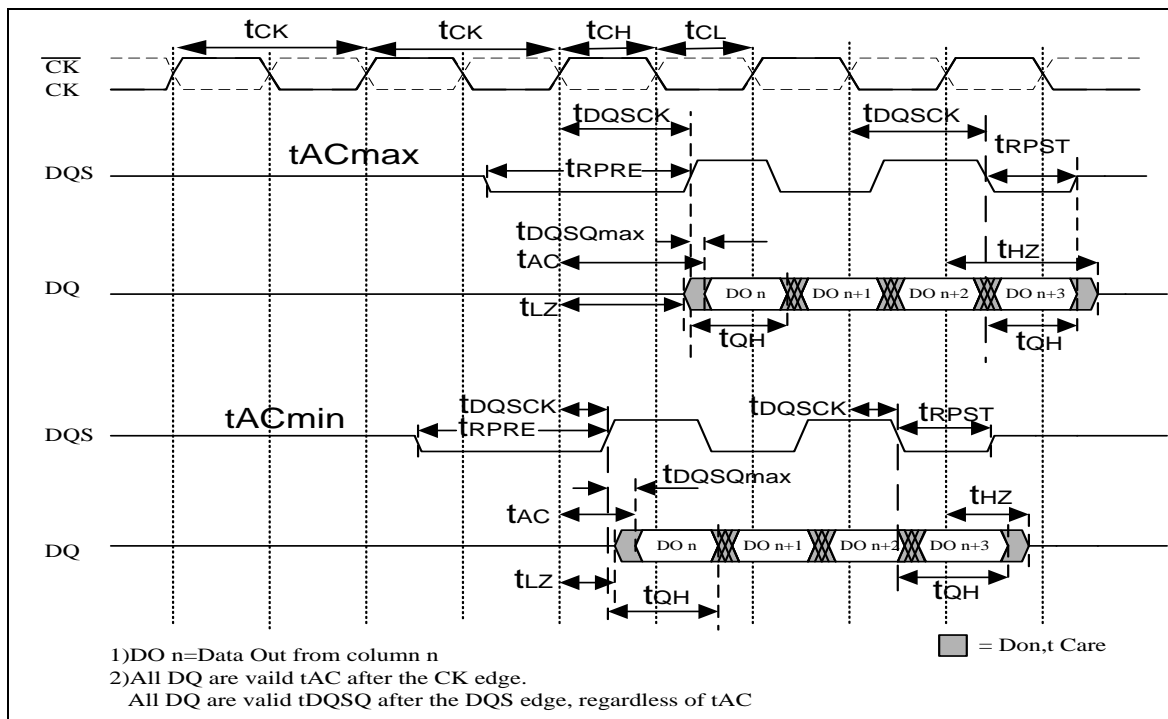 tCK tCK tCH tCL
CK
CK
tDQSCK tDQSCK
tACmax tRPST
DQS tRPRE
tDQSQmax
tAC tHZ
DQ DO n DO n+1 DO n+2 DO n+3
tLZ
tQH tQH
tACmin tDQSCK tDQSCK tRPST
DQS tRPRE
tDQSQmax
tAC tHZ
DQ DO n DO n+1 DO n+2 DO n+3
tLZ tQH tQH
1)DO n=Data Out from column n
= Don,t Care
2)All DQ are vaild tAC after the CK edge.
All DQ are valid tDQSQ after the DQS edge, regardless of tAC